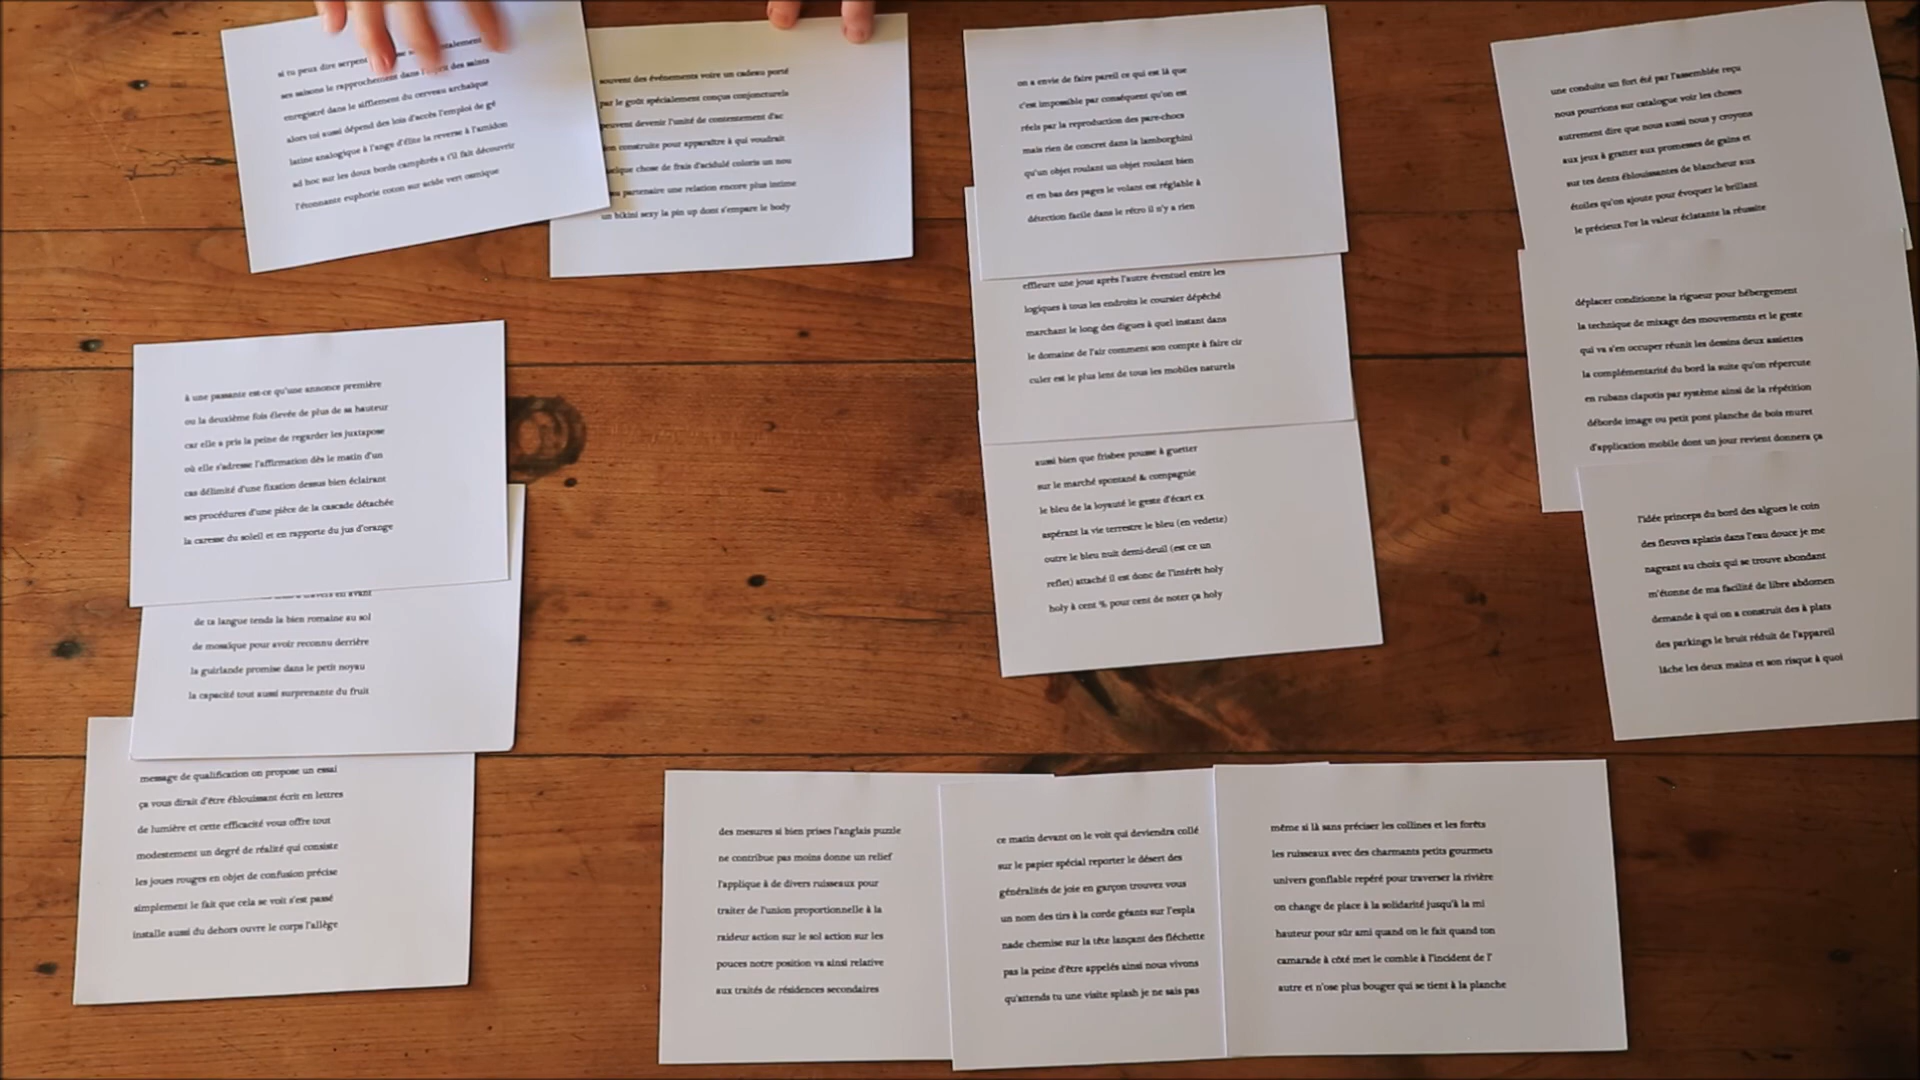 si tu peux dire serpent
ses saisons le rapprochement dans des saints
enregistré dans le sifflement du cerveau archaïque
alors toi aussi dépend des lois d'accès l'emploi de gé
latine analogique à l'ange d'élite la reverse à l'amidon
ad hoc sur les doux bords camphrés a t'il fait découvrir
l'étonnante euphorie coton sur acide vert osmique
souvent des événements voire un cadeau porté
par le goût spécialement conçus conjoncturels
peuvent devenir l'unité de contentement d'ac
construite pour apparaître à qui voudrait
chose de frais d'acidulé coloris un nou
partenaire une relation encore plus intime
un bikini sexy la pin up dont s'empare le body
on a envie de faire pareil ce qui est là que
c'est impossible par conséquent qu'on est
réels par la reproduction des pare-chocs
mais rien de concret dans la lamborghini
qu'un objet roulant un objet roulant bien
et en bas des pages le volant est réglable à
détection facile dans le rétro il n'y a rien
effleure une joue après l'autre éventuel entre les
logiques à tous les endroits le coursier dépêché
marchant le long des digues à quel instant dans
le domaine de l'air comment son compte à faire cir
culer est le plus lent de tous les mobiles naturels
aussi bien que frisbee pousse à guetter
sur le marché spontané & compagnie
le bleu de la loyauté le geste d'écart ex
aspérant la vie terrestre le bleu (en vedette)
outre le bleu nuit demi-deuil (est ce un
reflet) attaché il est donc de l'intérêt holy
holy à cent % pour cent de noter ça holy
une conduite un fort été par l'assemblée reçu
nous pourrions sur catalogue voir les choses
autrement dire que nous aussi nous y croyons
aux jeux à gratter aux promesses de gains et
sur tes dents éblouissantes de blancheur aux
étoiles qu'on ajoute pour évoquer le brillant
le précieux l'or la valeur éclatante la réussite
déplacer conditionne la rigueur pour hébergement
la technique de mixage des mouvements et le geste
qui va s'en occuper réunit les dessins deux assiettes
la complémentarité du bord la suite qu'on répercute
en rubans clapotis par système ainsi de la répétition
déborde image ou petit pont planche de bois muret
d'application mobile dont un jour revient donnera ça
l'idée princeps du bord des algues le coin
des fleuves aplatis dans l'eau douce je me
nageant au choix qui se trouve abondant
m'étonne de ma facilité de libre abdomen
demande à qui on a construit des à plats
des parkings le bruit réduit de l'appareil
lâche les deux mains et son risque à quoi
à une passante est-ce qu'une annonce première
ou la deuxième fois élevée de plus de sa hauteur
car elle a pris la peine de regarder les juxtapose
où elle s'adresse l'affirmation dès le matin d'un
cas délimité d'une fixation dessus bien éclairant
ses procédures d'une pièce de la cascade détachée
la caresse du soleil et en rapporte du jus d'orange
travers en avant
de ta langue tends la bien romaine au sol
de mosaïque pour avoir reconnu derrière
la guirlande promise dans le petit noyau
la capacité tout aussi surprenante du fruit
message de qualification on propose un essai
ça vous dirait d'être éblouissant écrit en lettres
de lumière et cette efficacité vous offre tout
modestement un degré de réalité qui consiste
les joues rouges en objet de confusion précise
simplement le fait que cela se voit s'est passé
installe aussi du dehors ouvre le corps l'allège
des mesures si bien prises l'anglais puzzle
ne contribue pas moins donne un relief
l'applique à de divers ruisseaux pour
traiter de l'union proportionnelle à la
raideur action sur le sol action sur les
pouces notre position va ainsi relative
aux traités de résidences secondaires
ce matin devant on le voit qui deviendra collé
sur le papier spécial reporter le désert des
généralités de joie en garçon trouvez vous
un nom des tirs à la corde géants sur l'espla
nade chemise sur la tête lançant des fléchette
pas la peine d'être appelés ainsi nous vivons
qu'attends tu une visite splash je ne sais pas
même si là sans préciser les collines et les forêts
les ruisseaux avec des charmants petits gourmets
univers gonflable repéré pour traverser la rivière
on change de place à la solidarité jusqu'à la mi
hauteur pour sûr ami quand on le fait quand ton
camarade à côté met le comble à l'incident de l'
autre et n'ose plus bouger qui se tient à la planche